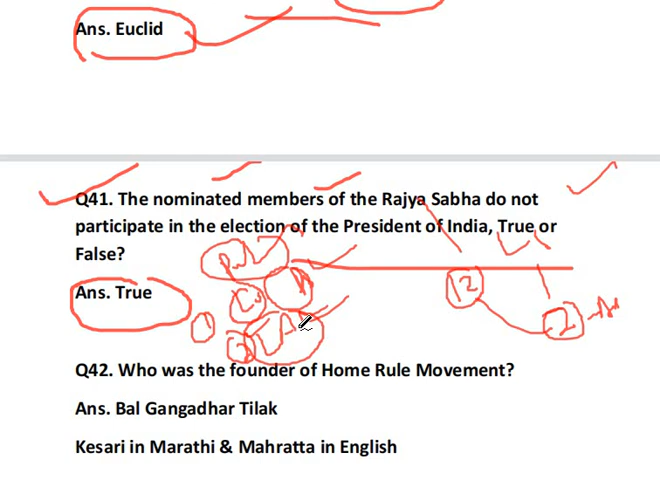 Ans. Euclid
Q41. The nominated members of the Rajya Sabha do not
participate in the election of the President of India, True or
False?
Ans. True
12
2
Q42. Who was the founder of Home Rule Movement?
Ans. Bal Gangadhar Tilak
Kesari in Marathi & Mahratta in English